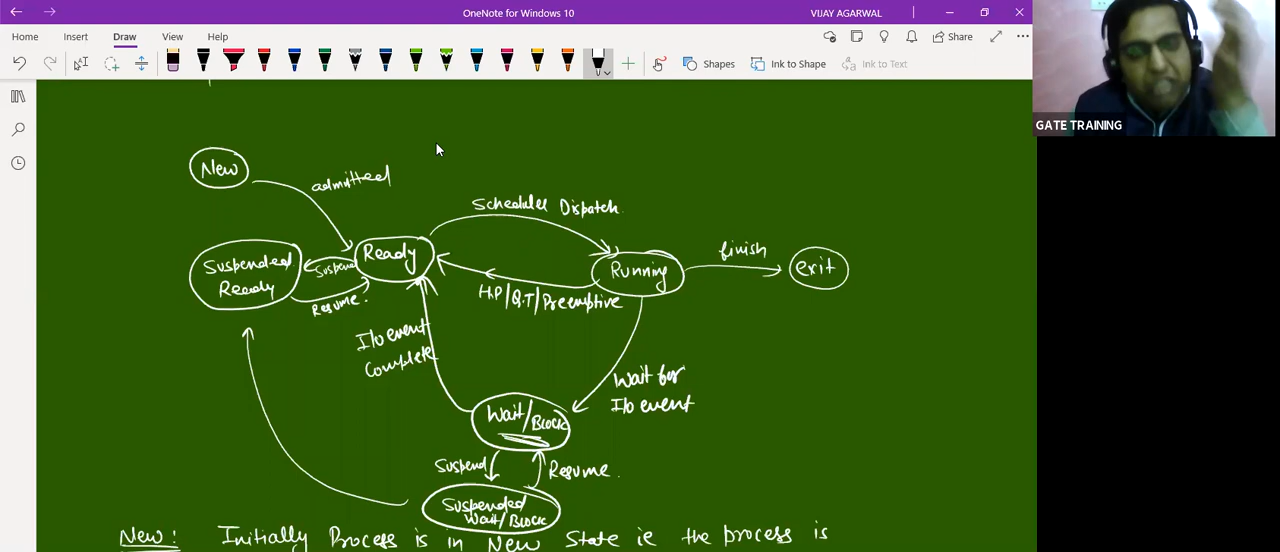 OneNote for Windows 10
VIJAY AGARWAL
Home Insert Draw View Help
Share
Shapes Ink to Shape Ink to Text
GATE TRAINING
New
admitted
Schedule Dispatch
Suspended
Ready
Suspend
Resume.
Ready
Running
finish
exit
H.P/Q.T/Preemptive
I/o event
Complete
Wait for
I/o event
Wait/Block
Suspend
Resume.
Suspended
Wait/Block
New: Initially Process is in New State ie the process is